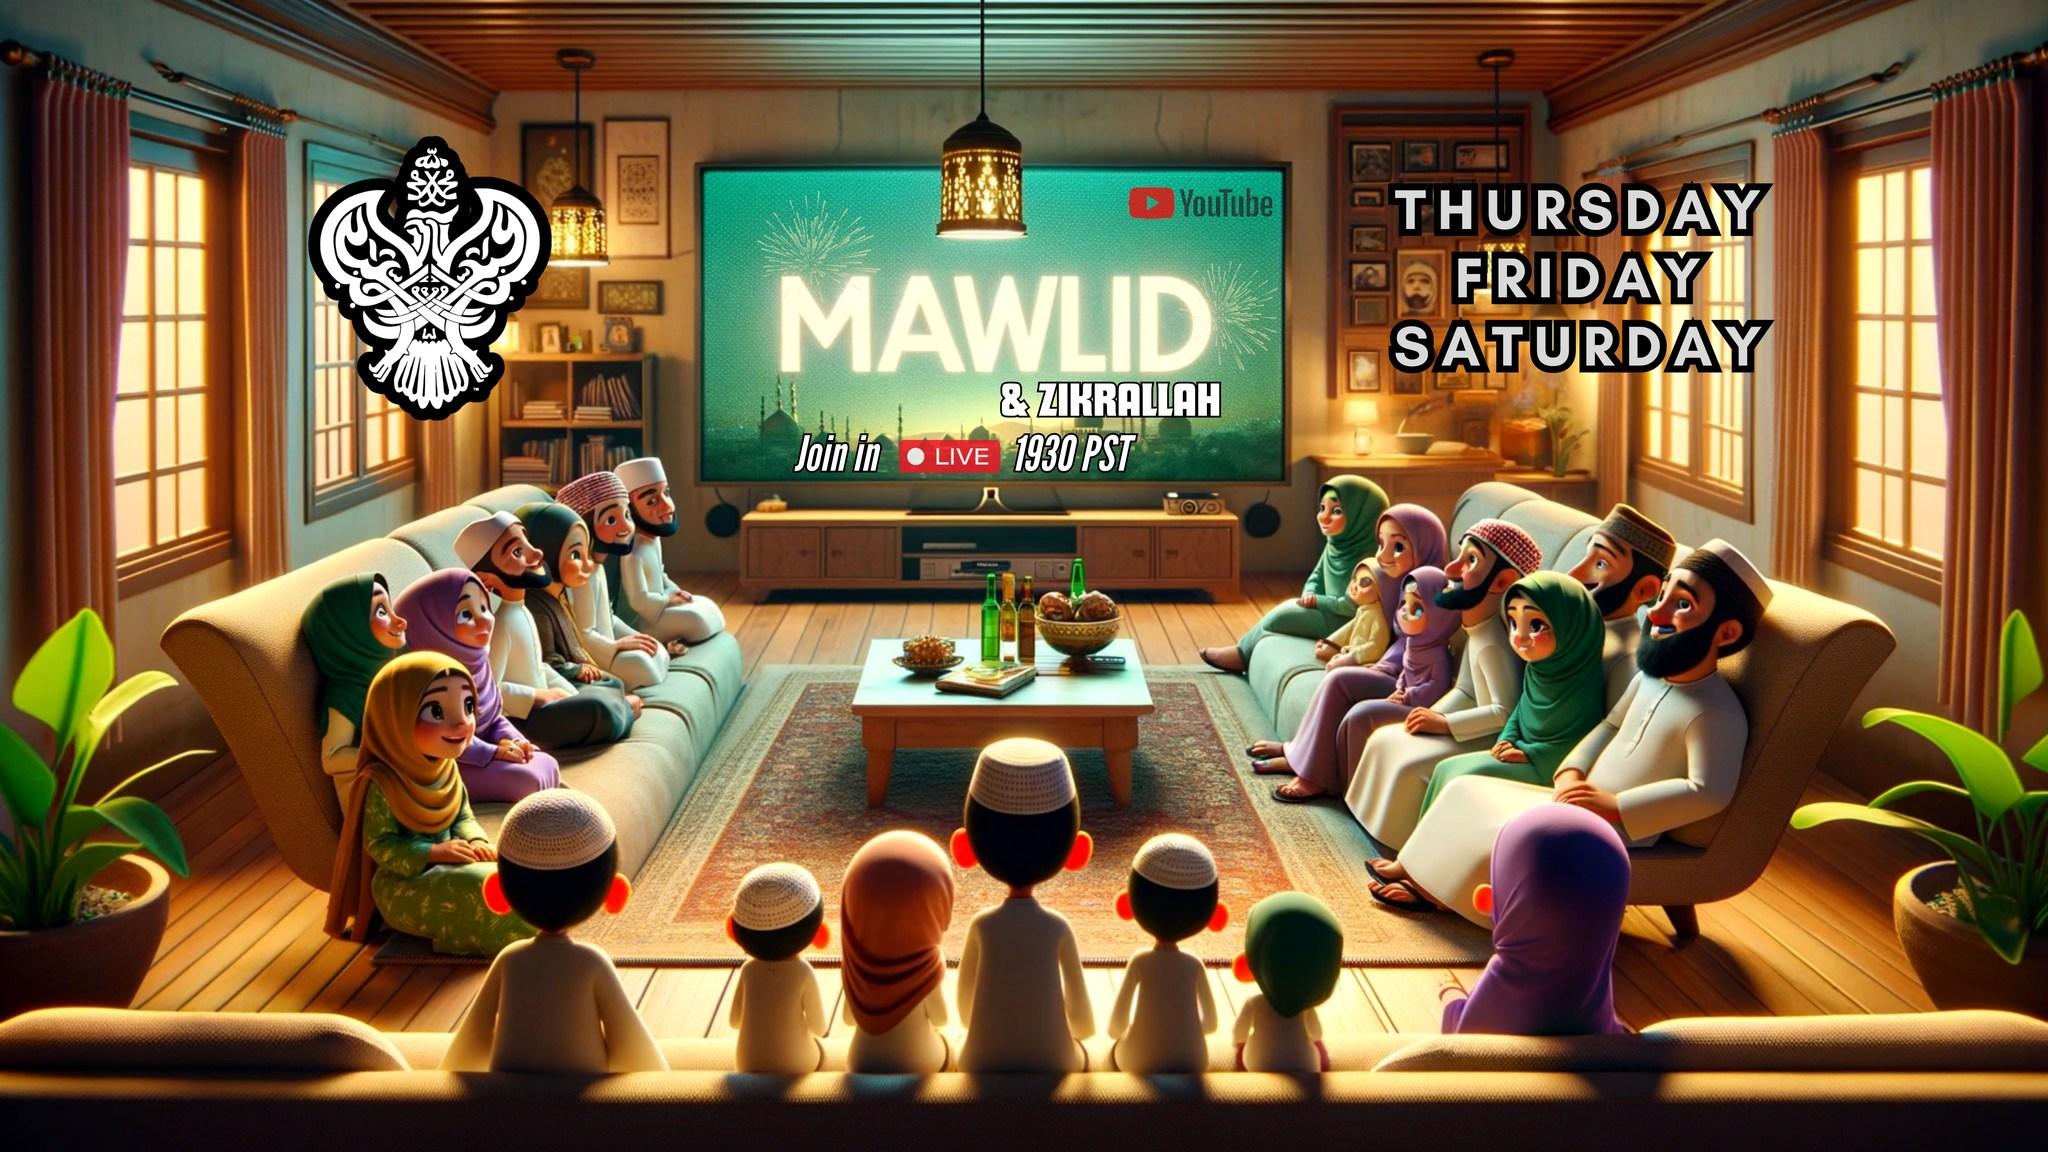 YouTube
MAWLID
& ZIKRALLAH
Join in LIVE 1930 PST
THURSDAY
FRIDAY
SATURDAY